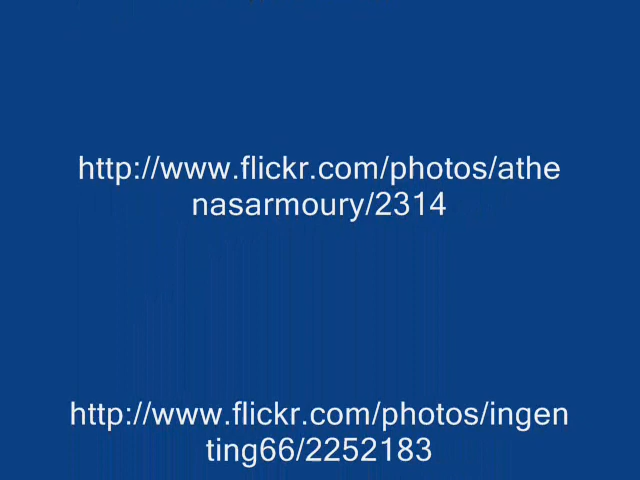 http://www.flickr.com/photos/athe
nasarmoury/2314
http://www.flickr.com/photos/ingen
ting66/2252183